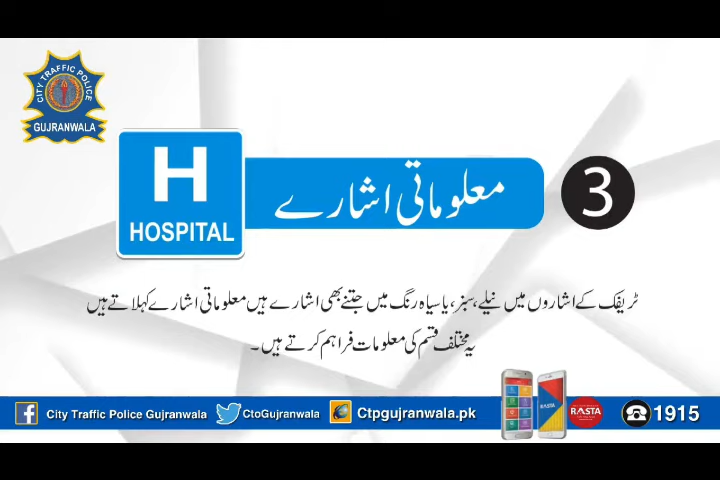 CITY TRAFFIC POLICE
GUJRANWALA
H
HOSPITAL
معلوماتی اشارے
3
ٹریفک کے اشاروں میں نیلے، سبز، یا سیاہ رنگ میں جتنے بھی اشارے ہیں معلوماتی اشارے کہلاتے ہیں
یہ مختلف قسم کی معلومات فراہم کرتے ہیں۔
City Traffic Police Gujranwala
CtoGujranwala
Ctpgujranwala.pk
RASTA
RASTA
1915